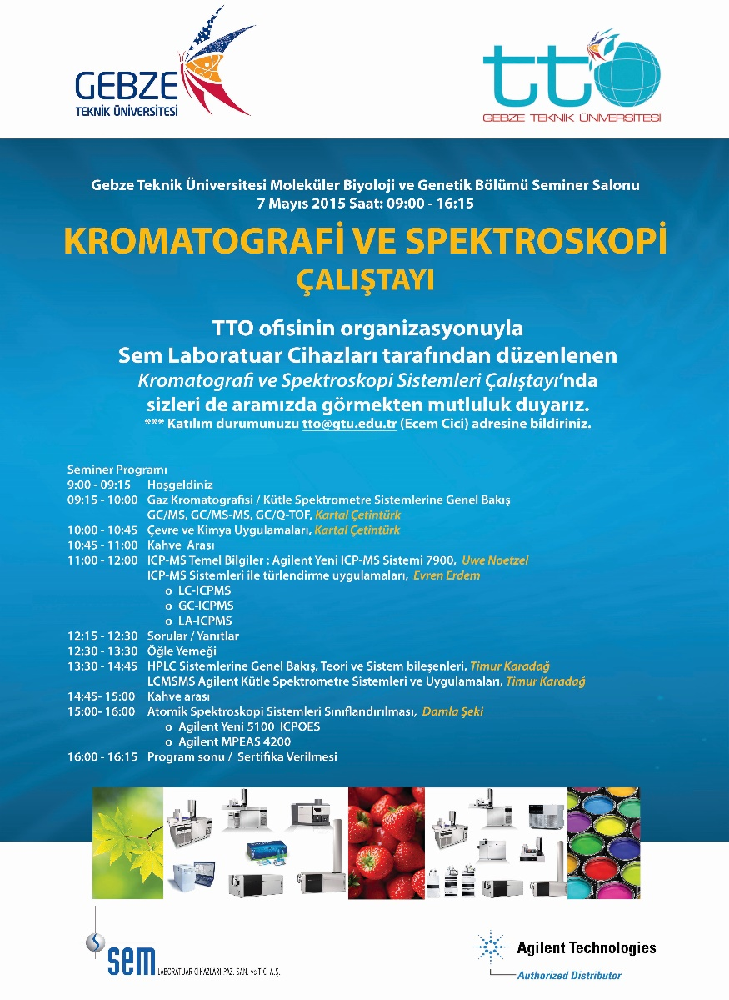 GEBZE
TEKNİK ÜNİVERSİTESİ
tto
GEBZE TEKNİK ÜNİVERSİTESİ
Gebze Teknik Üniversitesi Moleküler Biyoloji ve Genetik Bölümü Seminer Salonu
7 Mayıs 2015 Saat: 09:00 - 16:15
KROMATOGRAFİ VE SPEKTROSKOPİ
ÇALIŞTAYI
TTO ofisinin organizasyonuyla
Sem Laboratuar Cihazları tarafından düzenlenen
Kromatografi ve Spektroskopi Sistemleri Çalıştayı’nda
sizleri de aramızda görmekten mutluluk duyarız.
*** Katılım durumunuzu tto@gtu.edu.tr (Ecem Cici) adresine bildiriniz.
Seminer Programı
9:00 - 09:15 Hoşgeldiniz
09:15 - 10:00 Gaz Kromatografisi / Kütle Spektrometre Sistemlerine Genel Bakış
GC/MS, GC/MS-MS, GC/Q-TOF, Kartal Çetintürk
10:00 - 10:45 Çevre ve Kimya Uygulamaları, Kartal Çetintürk
10:45 - 11:00 Kahve Arası
11:00 - 12:00 ICP-MS Temel Bilgiler : Agilent Yeni ICP-MS Sistemi 7900, Uwe Noetzel
ICP-MS Sistemleri ile türlendirme uygulamaları, Evren Erdem
o LC-ICPMS
o GC-ICPMS
o LA-ICPMS
12:15 - 12:30 Sorular / Yanıtlar
12:30 - 13:30 Öğle Yemeği
13:30 - 14:45 HPLC Sistemlerine Genel Bakış, Teori ve Sistem bileşenleri, Timur Karadağ
LCMSMS Agilent Kütle Spektrometre Sistemleri ve Uygulamaları, Timur Karadağ
14:45- 15:00 Kahve arası
15:00- 16:00 Atomik Spektroskopi Sistemleri Sınıflandırılması, Damla Şeki
o Agilent Yeni 5100 ICPOES
o Agilent MPEAS 4200
16:00 - 16:15 Program sonu / Sertifika Verilmesi
sem LABORATUAR CİHAZLARI PAZ. SAN. ve TİC. A.Ş.
Agilent Technologies
Authorized Distributor